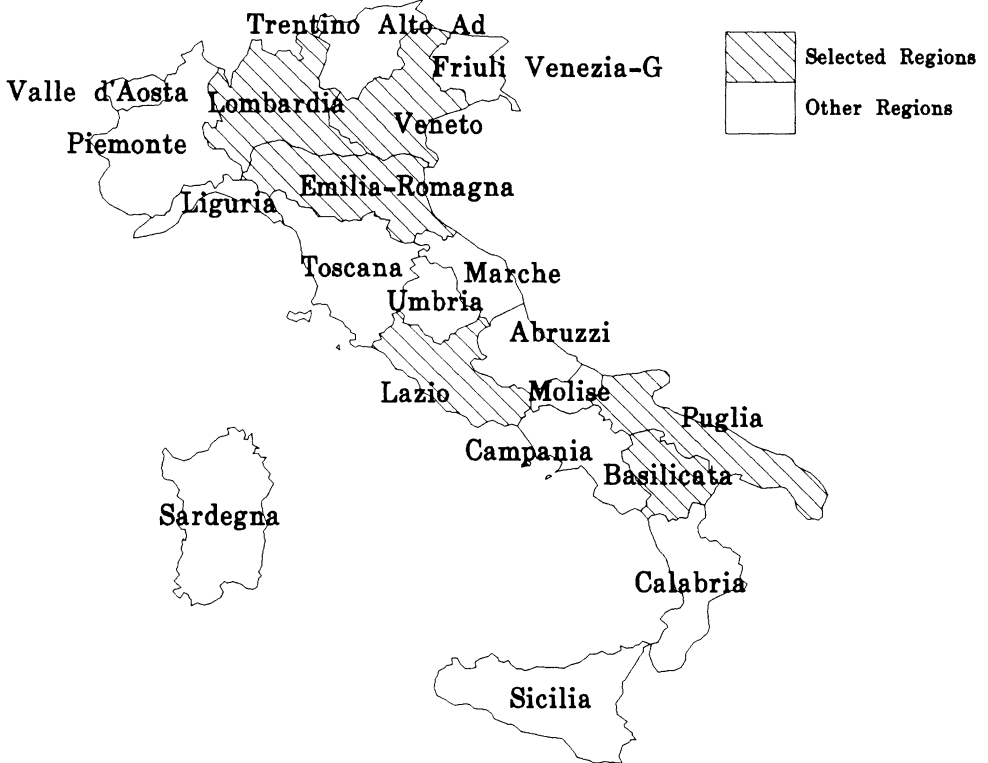 Trentino Alto Ad
Selected Regions
Friuli Venezia-G
Valle d'Aosta
Lombardia
Other Regions
Veneto
Piemonte
Emilia-Romagna
Liguria
Toscana
Marche
Umbria
Abruzzi
Lazio
Molise
Puglia
Campania
Basilicata
Sardegna
Calabria
Sicilia